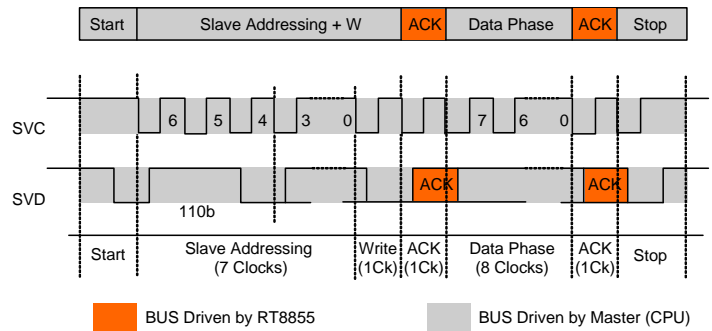 Start Slave Addressing + W ACK Data Phase ACK Stop
SVC 6 5 4 3 0 7 6 0
SVD ACK ACK
110b
Start Slave Addressing Write ACK Data Phase ACK Stop
(7 Clocks) (1Ck) (1Ck) (8 Clocks) (1Ck)
BUS Driven by RT8855 BUS Driven by Master (CPU)